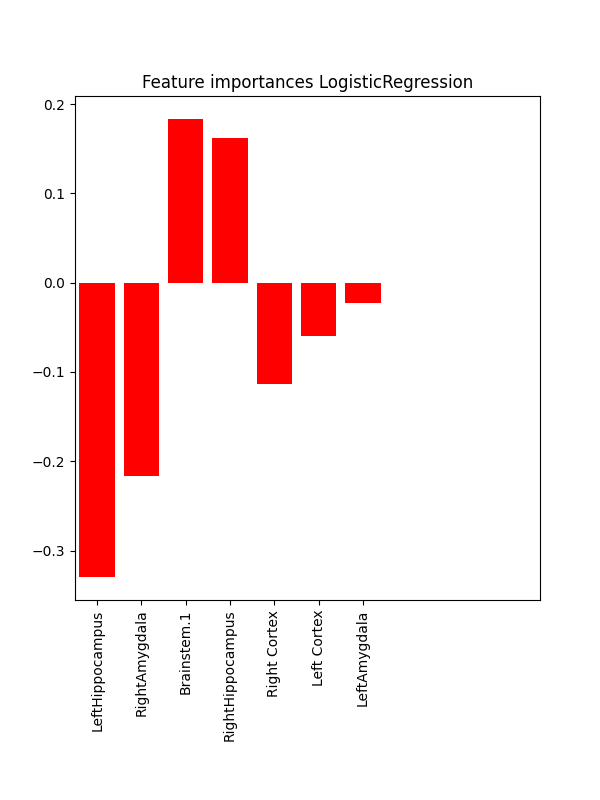 Feature importances LogisticRegression
0.2
0.1
0.0
−0.1
−0.2
−0.3
LeftHippocampus
RightAmygdala
Brainstem.1
RightHippocampus
Right Cortex
Left Cortex
LeftAmygdala